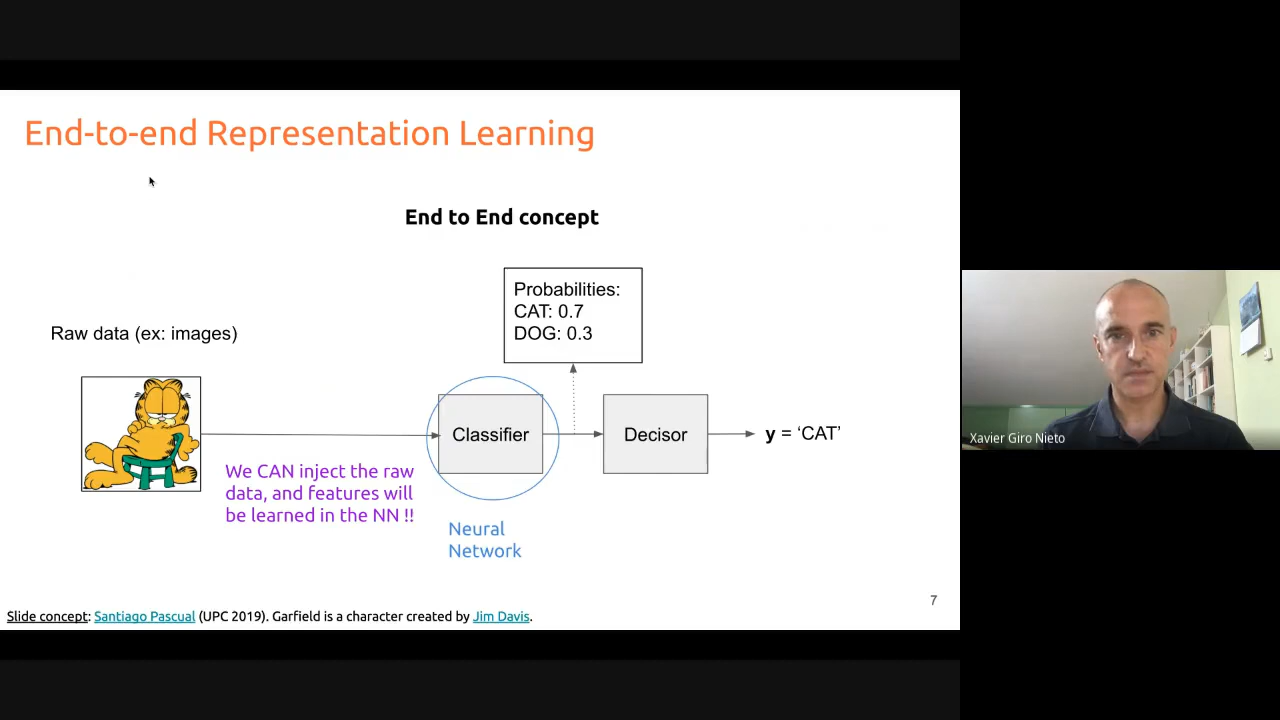 End-to-end Representation Learning
End to End concept
Probabilities:
CAT: 0.7
DOG: 0.3
Raw data (ex: images)
Classifier
Decisor
y = ‘CAT’
We CAN inject the raw
data, and features will
be learned in the NN !!
Neural
Network
7
Slide concept: Santiago Pascual (UPC 2019). Garfield is a character created by Jim Davis.
Xavier Giro Nieto